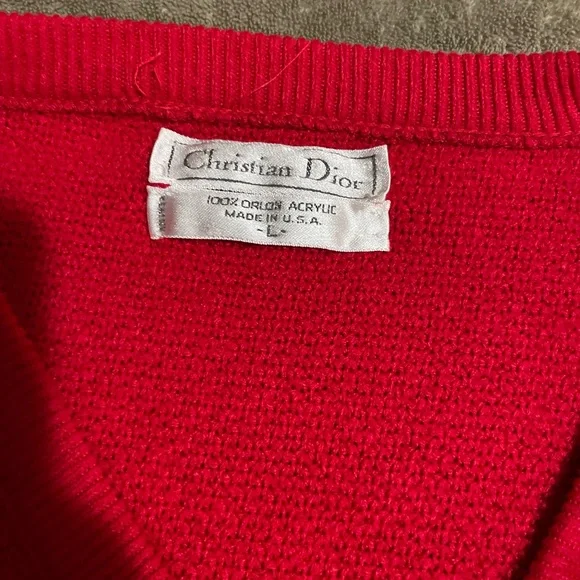 Christian Dior
100% ORLON ACRYLIC
MADE IN U.S.A.
-L-